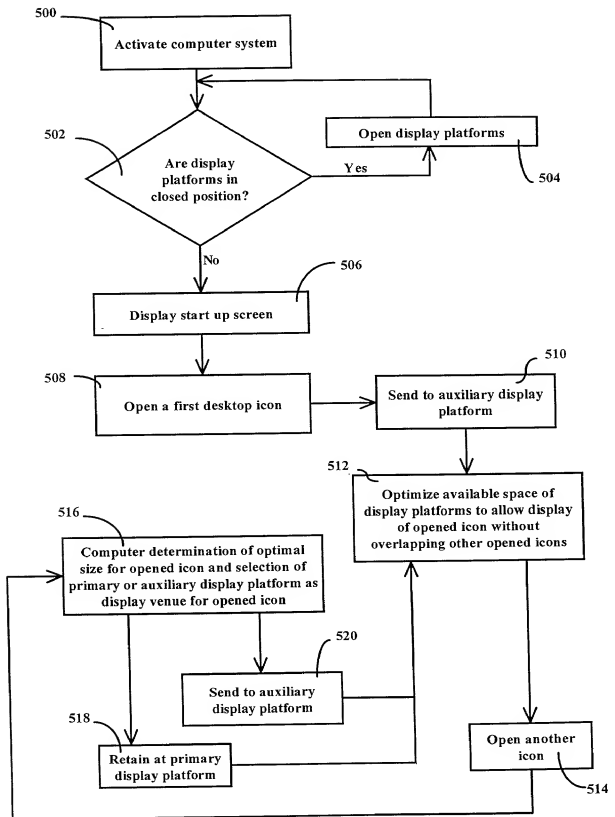 500
Activate computer system
502
Are display
platforms in
closed position?
Yes
Open display platforms
504
No
506
Display start up screen
508
Open a first desktop icon
510
Send to auxiliary display
platform
512
Optimize available space of
display platforms to allow display
of opened icon without
overlapping other opened icons
516
Computer determination of optimal
size for opened icon and selection of
primary or auxiliary display platform as
display venue for opened icon
520
Send to auxiliary
display platform
518
Retain at primary
display platform
Open another
icon
514